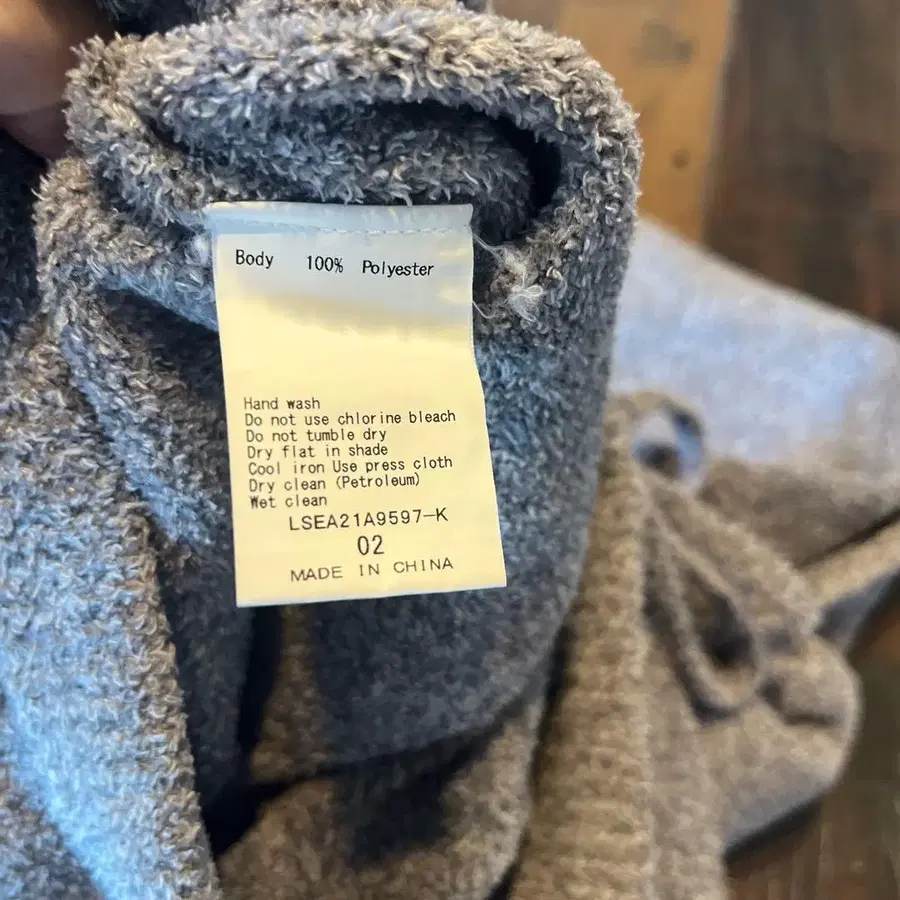 Body 100% Polyester
Hand wash
Do not use chlorine bleach
Do not tumble dry
Dry flat in shade
Cool iron Use press cloth
Dry clean (Petroleum)
Wet clean
LSEA21A9597-K
02
MADE IN CHINA